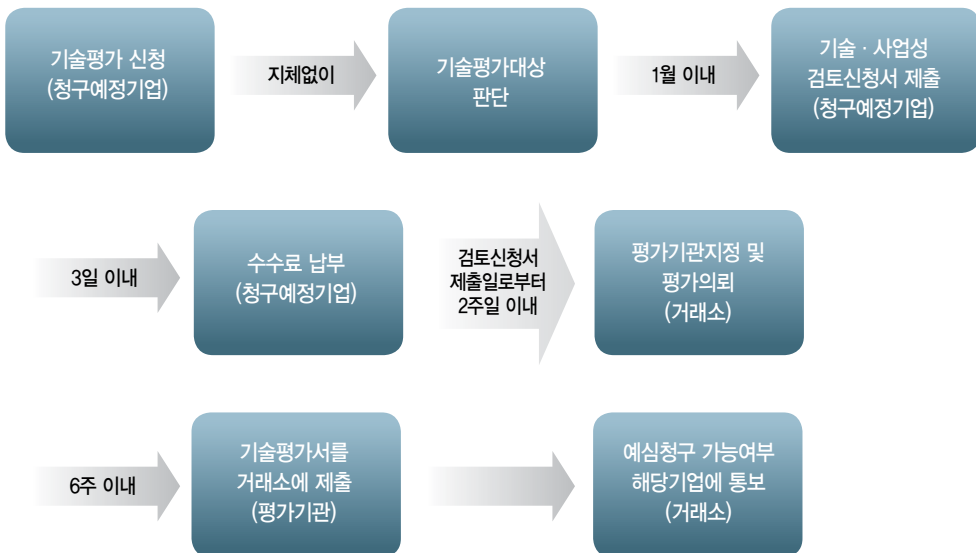 기술평가 신청
(청구예정기업)
지체없이
기술평가대상
판단
1월 이내
기술 · 사업성
검토신청서 제출
(청구예정기업)
3일 이내
수수료 납부
(청구예정기업)
검토신청서
제출일로부터
2주일 이내
평가기관지정 및
평가의뢰
(거래소)
6주 이내
기술평가서를
거래소에 제출
(평가기관)
예심청구 가능여부
해당기업에 통보
(거래소)